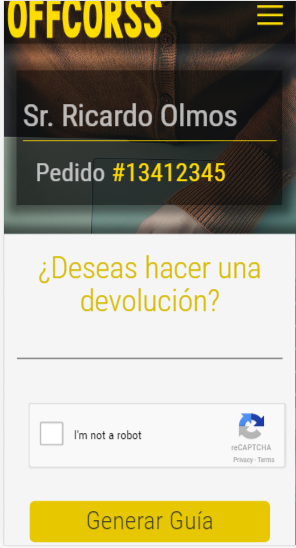 OFFCORSS
Sr. Ricardo Olmos
Pedido #13412345
¿Deseas hacer una
devolución?
I'm not a robot
reCAPTCHA
Privacy - Terms
Generar Guía